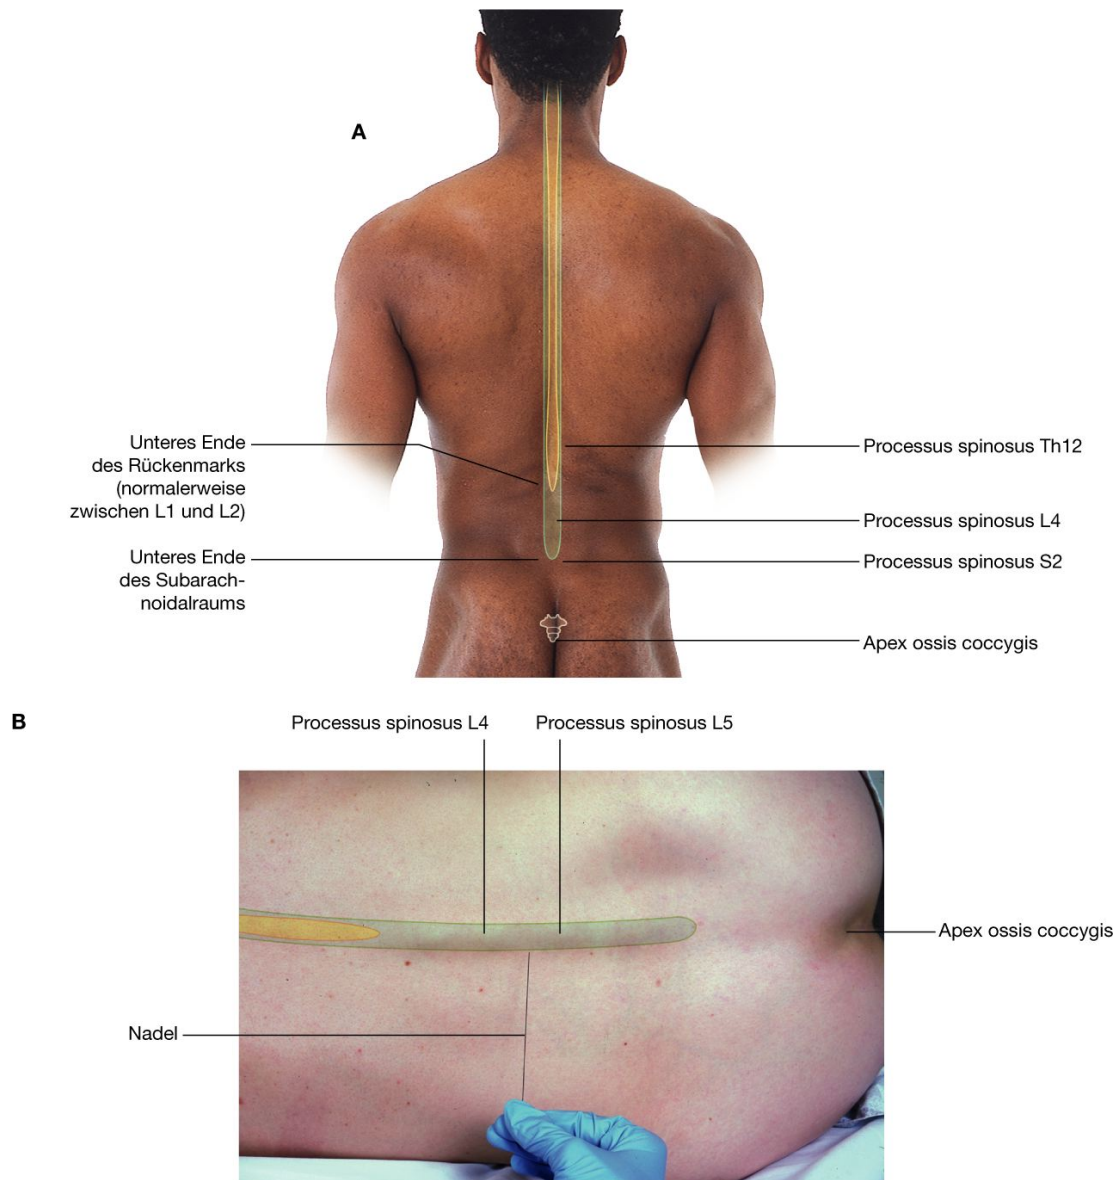 A
Unteres Ende
des Rückenmarks
(normalerweise
zwischen L1 und L2)
Unteres Ende
des Subarach-
noidalraums
Processus spinosus Th12
Processus spinosus L4
Processus spinosus S2
Apex ossis coccygis
B
Processus spinosus L4
Processus spinosus L5
Apex ossis coccygis
Nadel